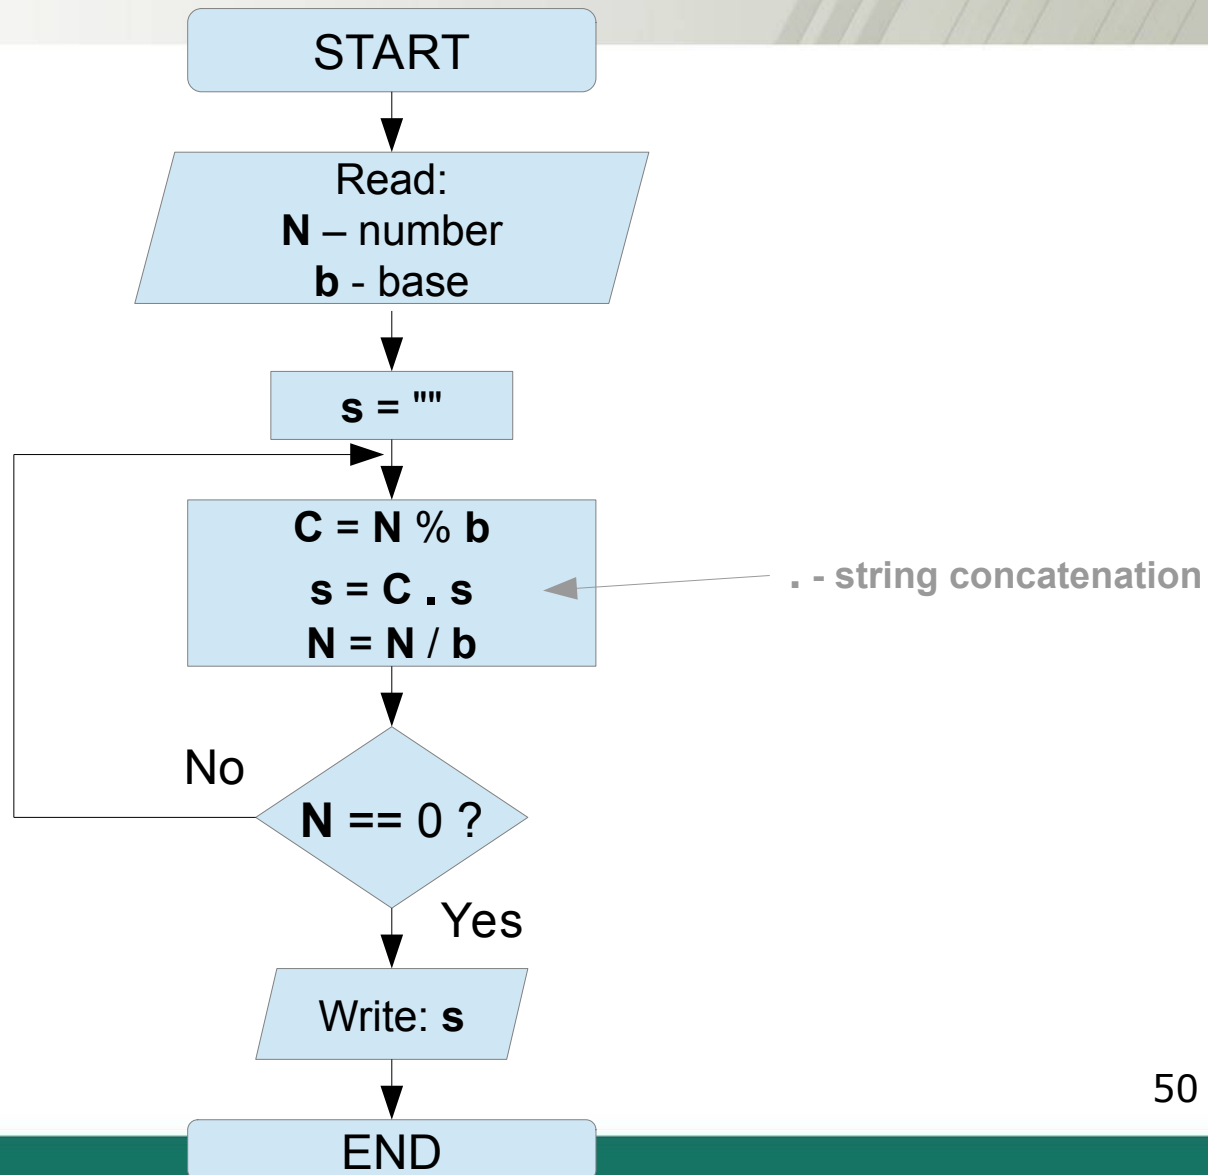 START
Read:
N – number
b - base
s = ""
C = N % b
s = C . s
. - string concatenation
N = N / b
No
N == 0 ?
Yes
Write: s
50
END